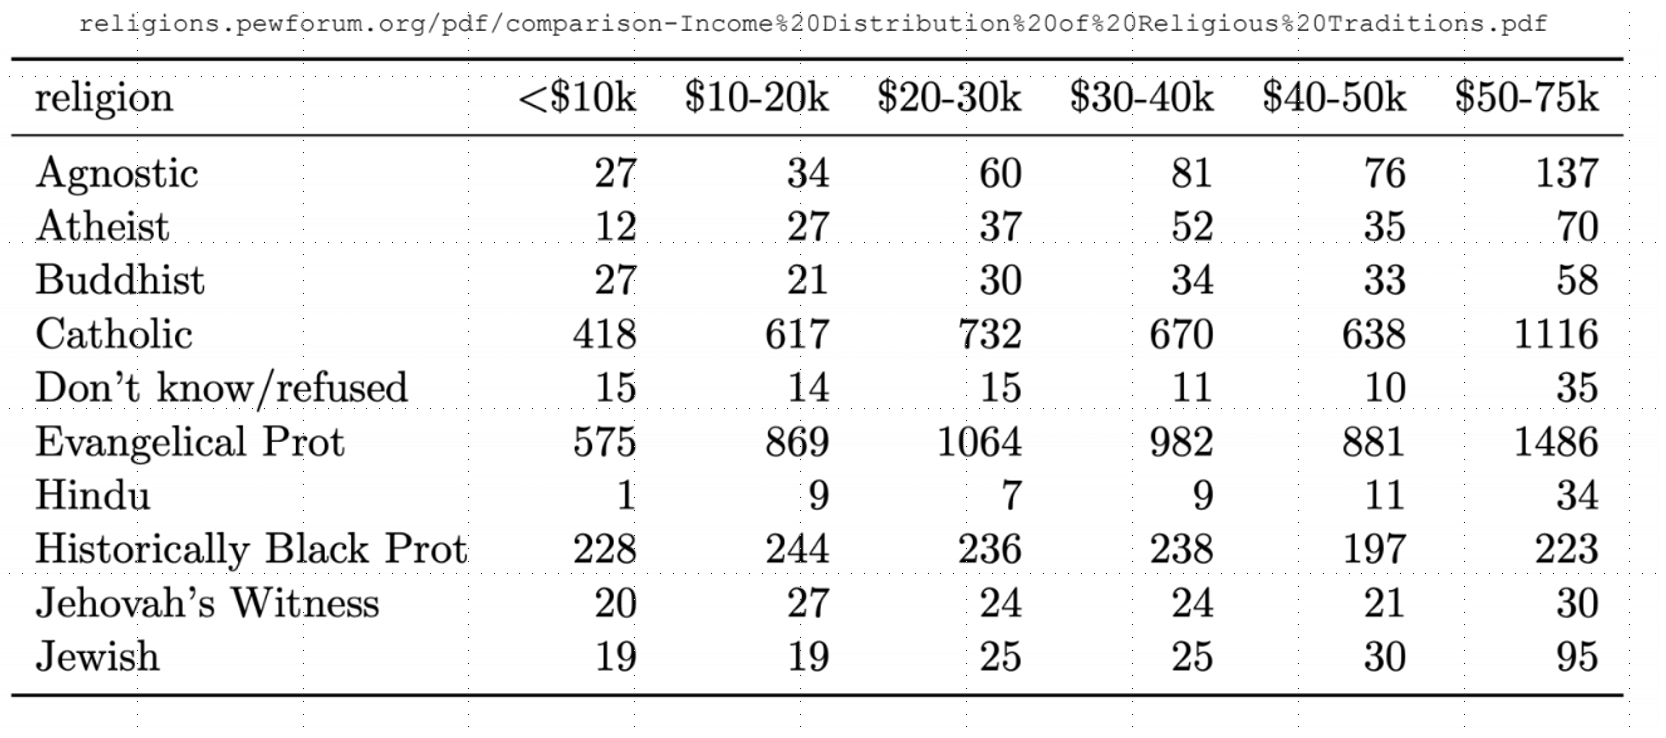 religions.pewforum.org/pdf/comparison-Income%20Distribution%20of%20Religious%20Traditions.pdf
religion <$10k $10-20k $20-30k $30-40k $40-50k $50-75k
Agnostic 27 34 60 81 76 137
Atheist 12 27 37 52 35 70
Buddhist 27 21 30 34 33 58
Catholic 418 617 732 670 638 1116
Don't know/refused 15 14 15 11 10 35
Evangelical Prot 575 869 1064 982 881 1486
Hindu 1 9 7 9 11 34
Historically Black Prot 228 244 236 238 197 223
Jehovah's Witness 20 27 24 24 21 30
Jewish 19 19 25 25 30 95